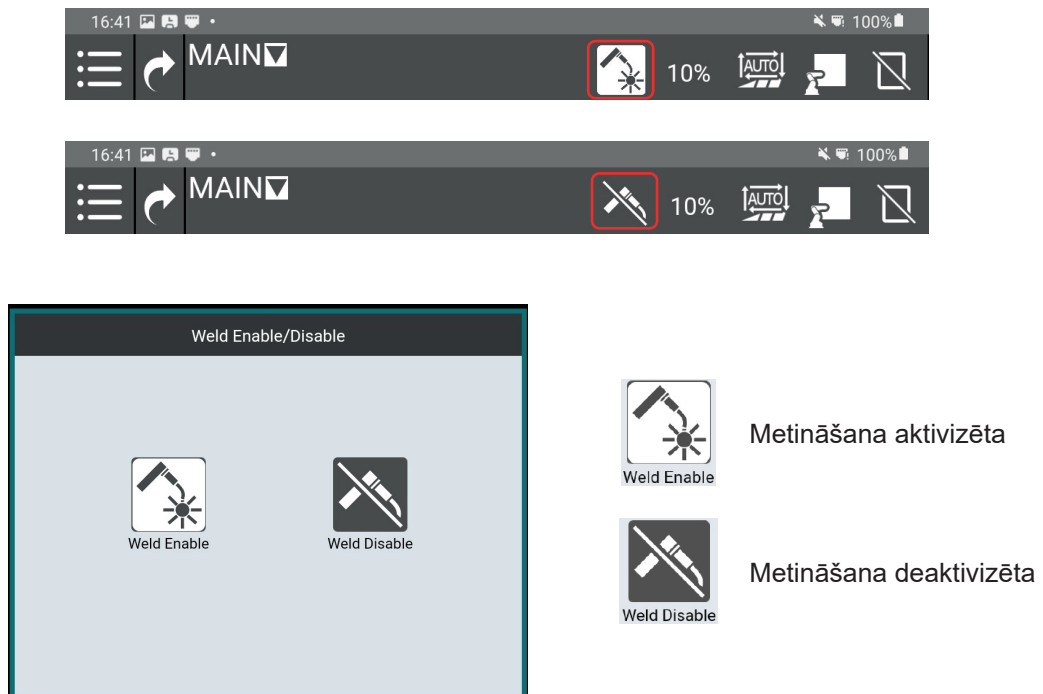 16:41 100%
MAIN 10% AUTO
16:41 100%
MAIN 10% AUTO
Weld Enable/Disable
Weld Enable
Weld Disable
Weld Enable
Metināšana aktivizēta
Weld Disable
Metināšana deaktivizēta